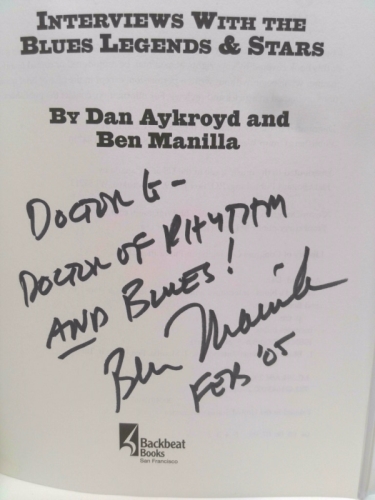 Interviews With the
Blues Legends & Stars
By Dan Aykroyd and
Ben Manilla
Doctor G -
Doctor of Rhythm
AND Blues!
Ben Manilla
Feb '05
Backbeat
Books
San Francisco